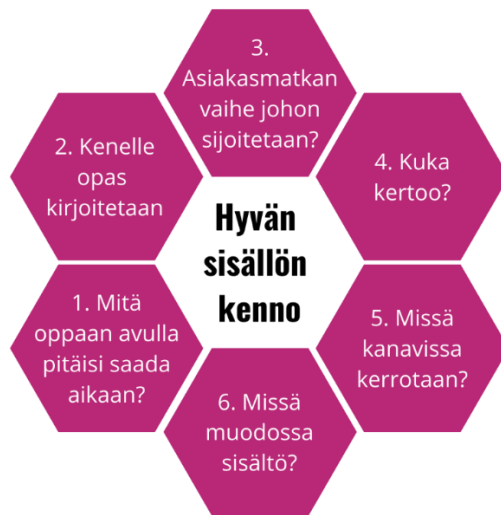 3.
Asiakasmatkan
vaihe johon
sijoitetaan?
2. Kenelle
opas
kirjoitetaan
4. Kuka
kertoo?
Hyvän
sisällön
kenno
1. Mitä
oppaan avulla
pitäisi saada
aikaan?
5. Missä
kanavissa
kerrotaan?
6. Missä
muodossa
sisältö?